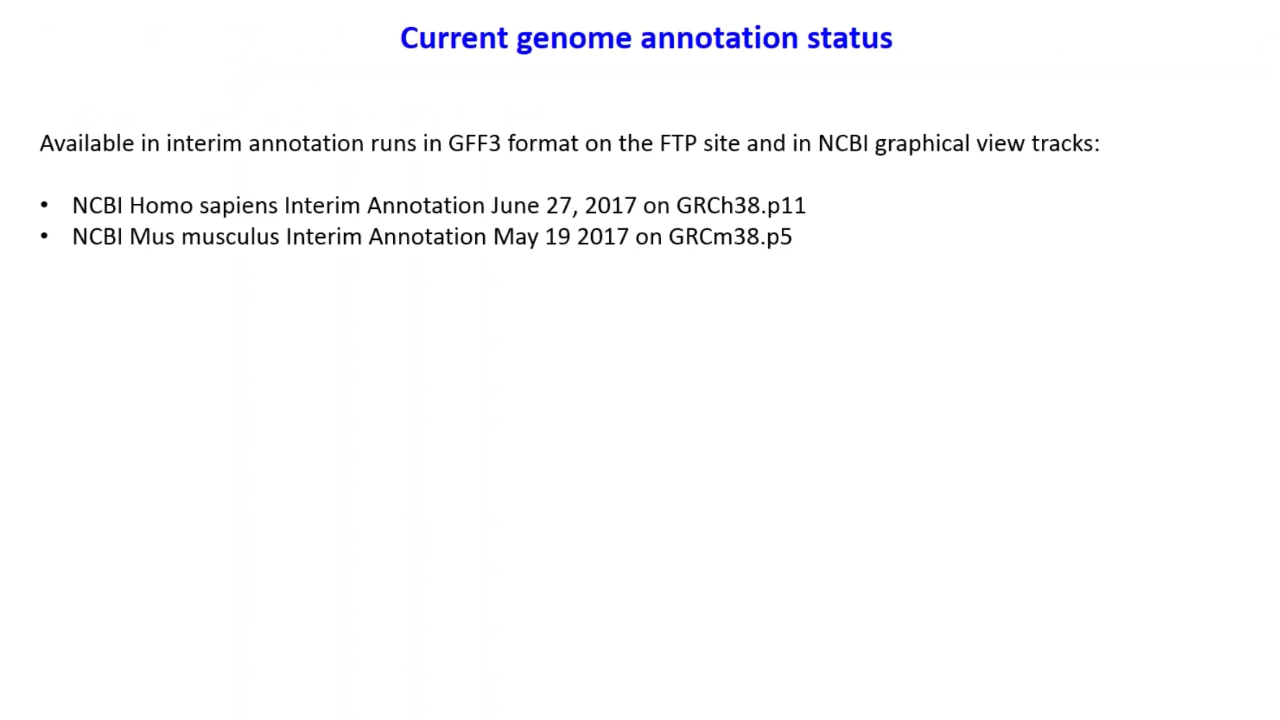 Current genome annotation status
Available in interim annotation runs in GFF3 format on the FTP site and in NCBI graphical view tracks:
• NCBI Homo sapiens Interim Annotation June 27, 2017 on GRCh38.p11
• NCBI Mus musculus Interim Annotation May 19 2017 on GRCm38.p5